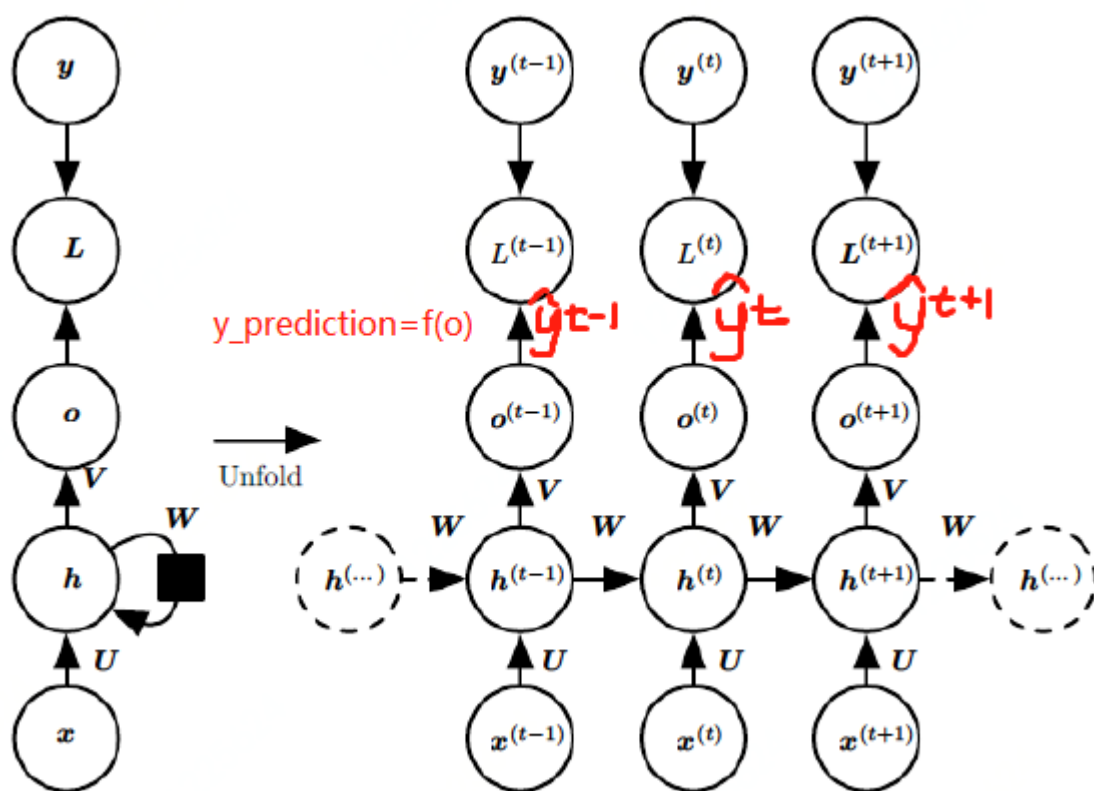 y y^(t−1) y^(t) y^(t+1)
L L^(t−1) L^(t) L^(t+1)
y_prediction=f(o) ŷt-1 ŷt ŷt+1
o o^(t−1) o^(t) o^(t+1)
Unfold
V V V V
W W W W W
h h^(...) h^(t−1) h^(t) h^(t+1) h^(...)
U U U U
x x^(t−1) x^(t) x^(t+1)